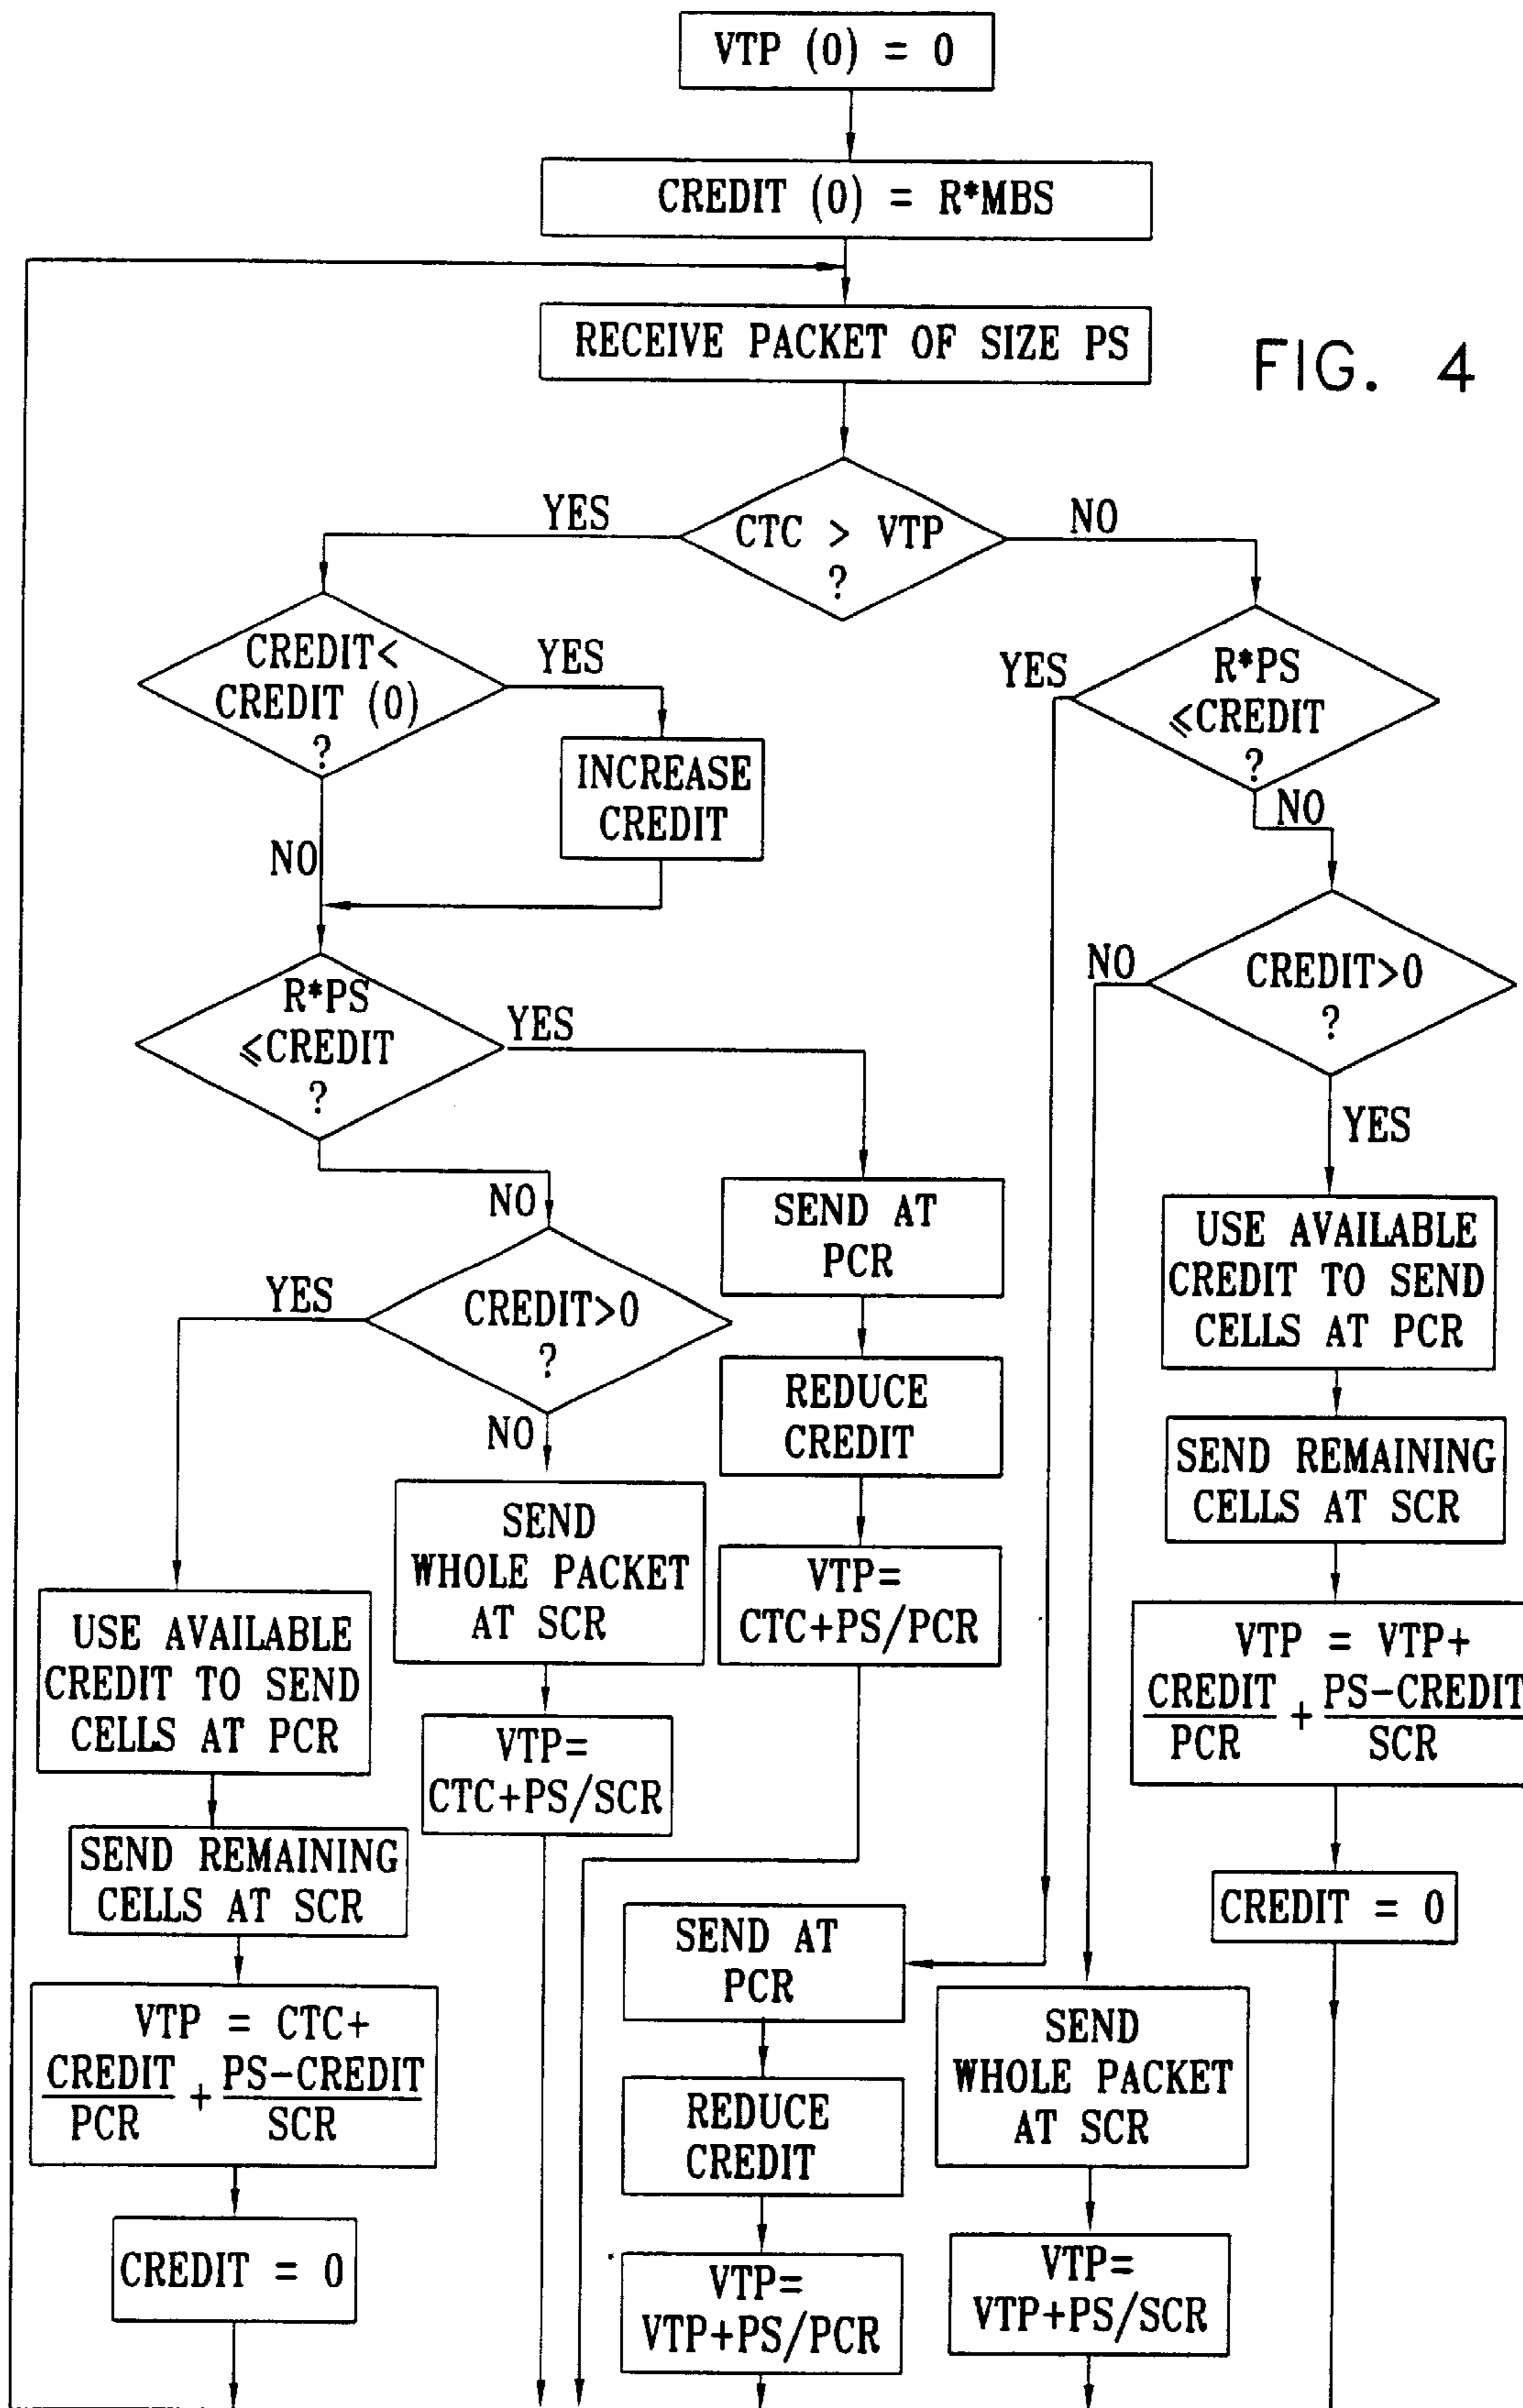 VTP (0) = 0
CREDIT (0) = R*MBS
RECEIVE PACKET OF SIZE PS
FIG. 4
CTC > VTP
?
YES
NO
CREDIT<
CREDIT (0)
?
YES
INCREASE
CREDIT
NO
R*PS
⩽CREDIT
?
YES
NO
CREDIT>0
?
NO
YES
R*PS
⩽CREDIT
?
YES
NO
CREDIT>0
?
YES
NO
SEND AT
PCR
REDUCE
CREDIT
VTP=
CTC+PS/PCR
SEND
WHOLE PACKET
AT SCR
VTP=
CTC+PS/SCR
USE AVAILABLE
CREDIT TO SEND
CELLS AT PCR
SEND REMAINING
CELLS AT SCR
VTP = CTC+
CREDIT/PCR + PS-CREDIT/SCR
CREDIT = 0
USE AVAILABLE
CREDIT TO SEND
CELLS AT PCR
SEND REMAINING
CELLS AT SCR
VTP = VTP+
CREDIT/PCR + PS-CREDIT/SCR
CREDIT = 0
SEND AT
PCR
REDUCE
CREDIT
VTP=
VTP+PS/PCR
SEND
WHOLE PACKET
AT SCR
VTP=
VTP+PS/SCR